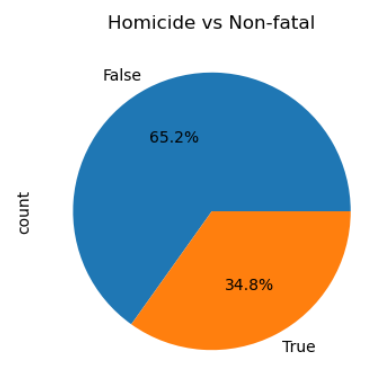 Homicide vs Non-fatal
False
65.2%
count
34.8%
True